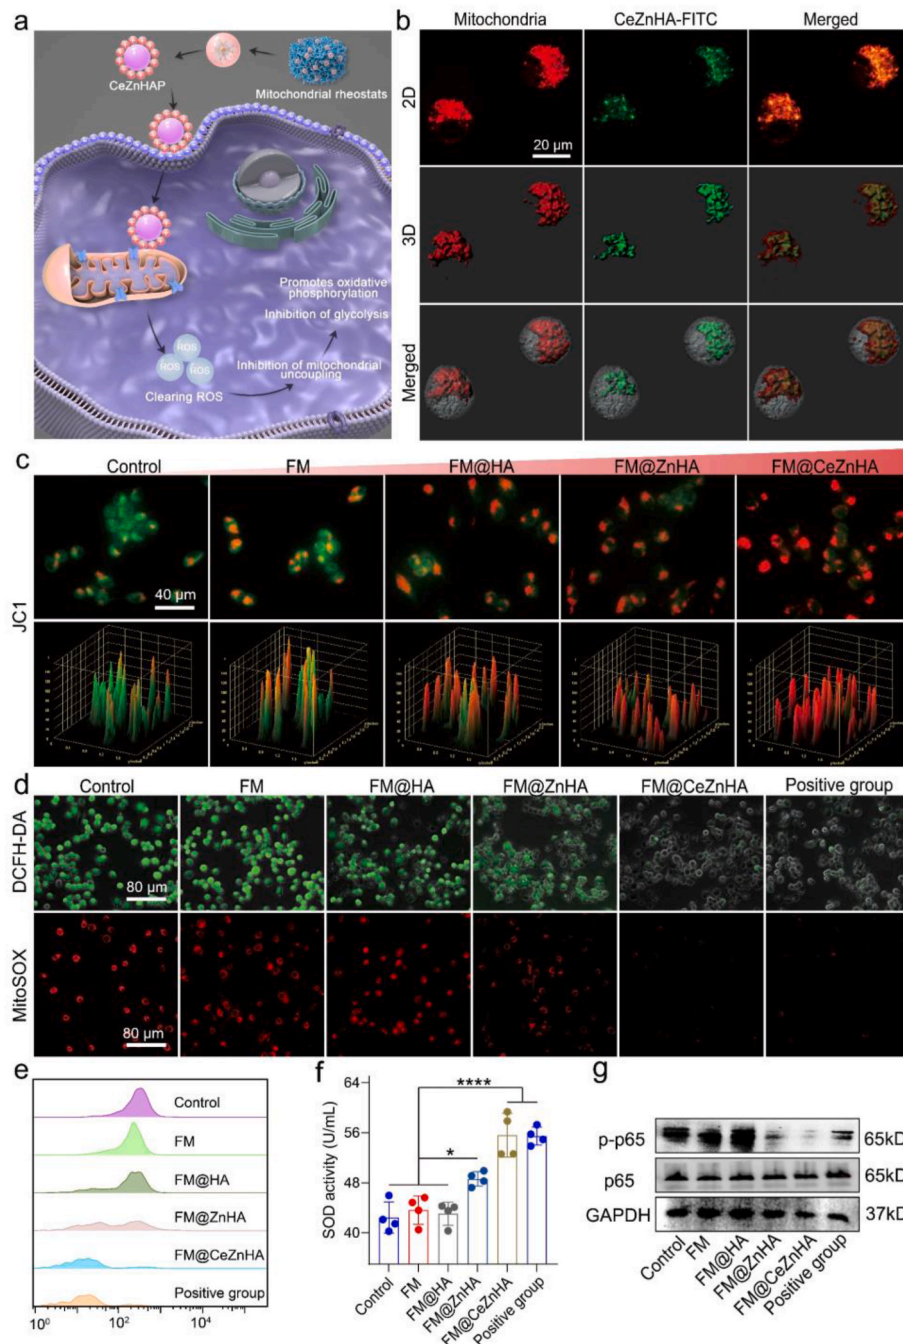 a
CeZnHAP
Mitochondrial rheostats
Promotes oxidative
phosphorylation
Inhibition of glycolysis
Inhibition of mitochondrial
uncoupling
ROS
ROS
ROS
Clearing ROS
b
Mitochondria CeZnHA-FITC Merged
2D
20 µm
3D
Merged
c
Control FM FM@HA FM@ZnHA FM@CeZnHA
JC1
40 µm
d
Control FM FM@HA FM@ZnHA FM@CeZnHA Positive group
DCFH-DA
80 µm
MitoSOX
80 µm
e
Control
FM
FM@HA
FM@ZnHA
FM@CeZnHA
Positive group
10⁰ 10² 10⁴
f
SOD activity (U/mL)
64
56
48
40
****
*
Control FM FM@HA FM@ZnHA FM@CeZnHA Positive group
g
p-p65 65kD
p65 65kD
GAPDH 37kD
Control FM FM@HA FM@ZnHA FM@CeZnHA Positive group